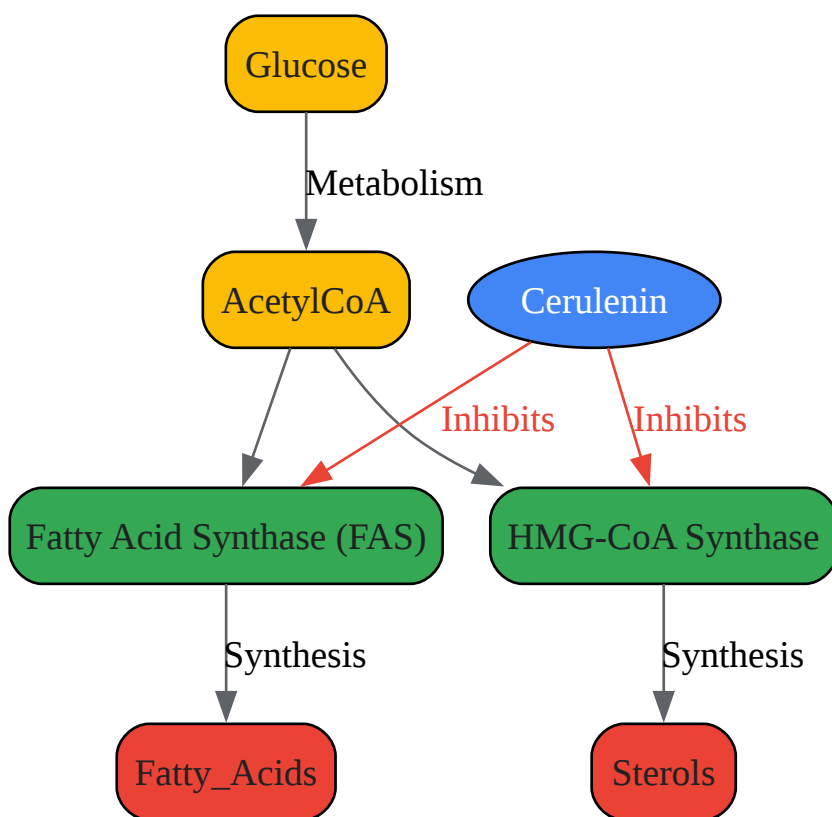 Glucose
Metabolism
AcetylCoA
Cerulenin
Inhibits
Inhibits
Fatty Acid Synthase (FAS)
HMG-CoA Synthase
Synthesis
Synthesis
Fatty_Acids
Sterols